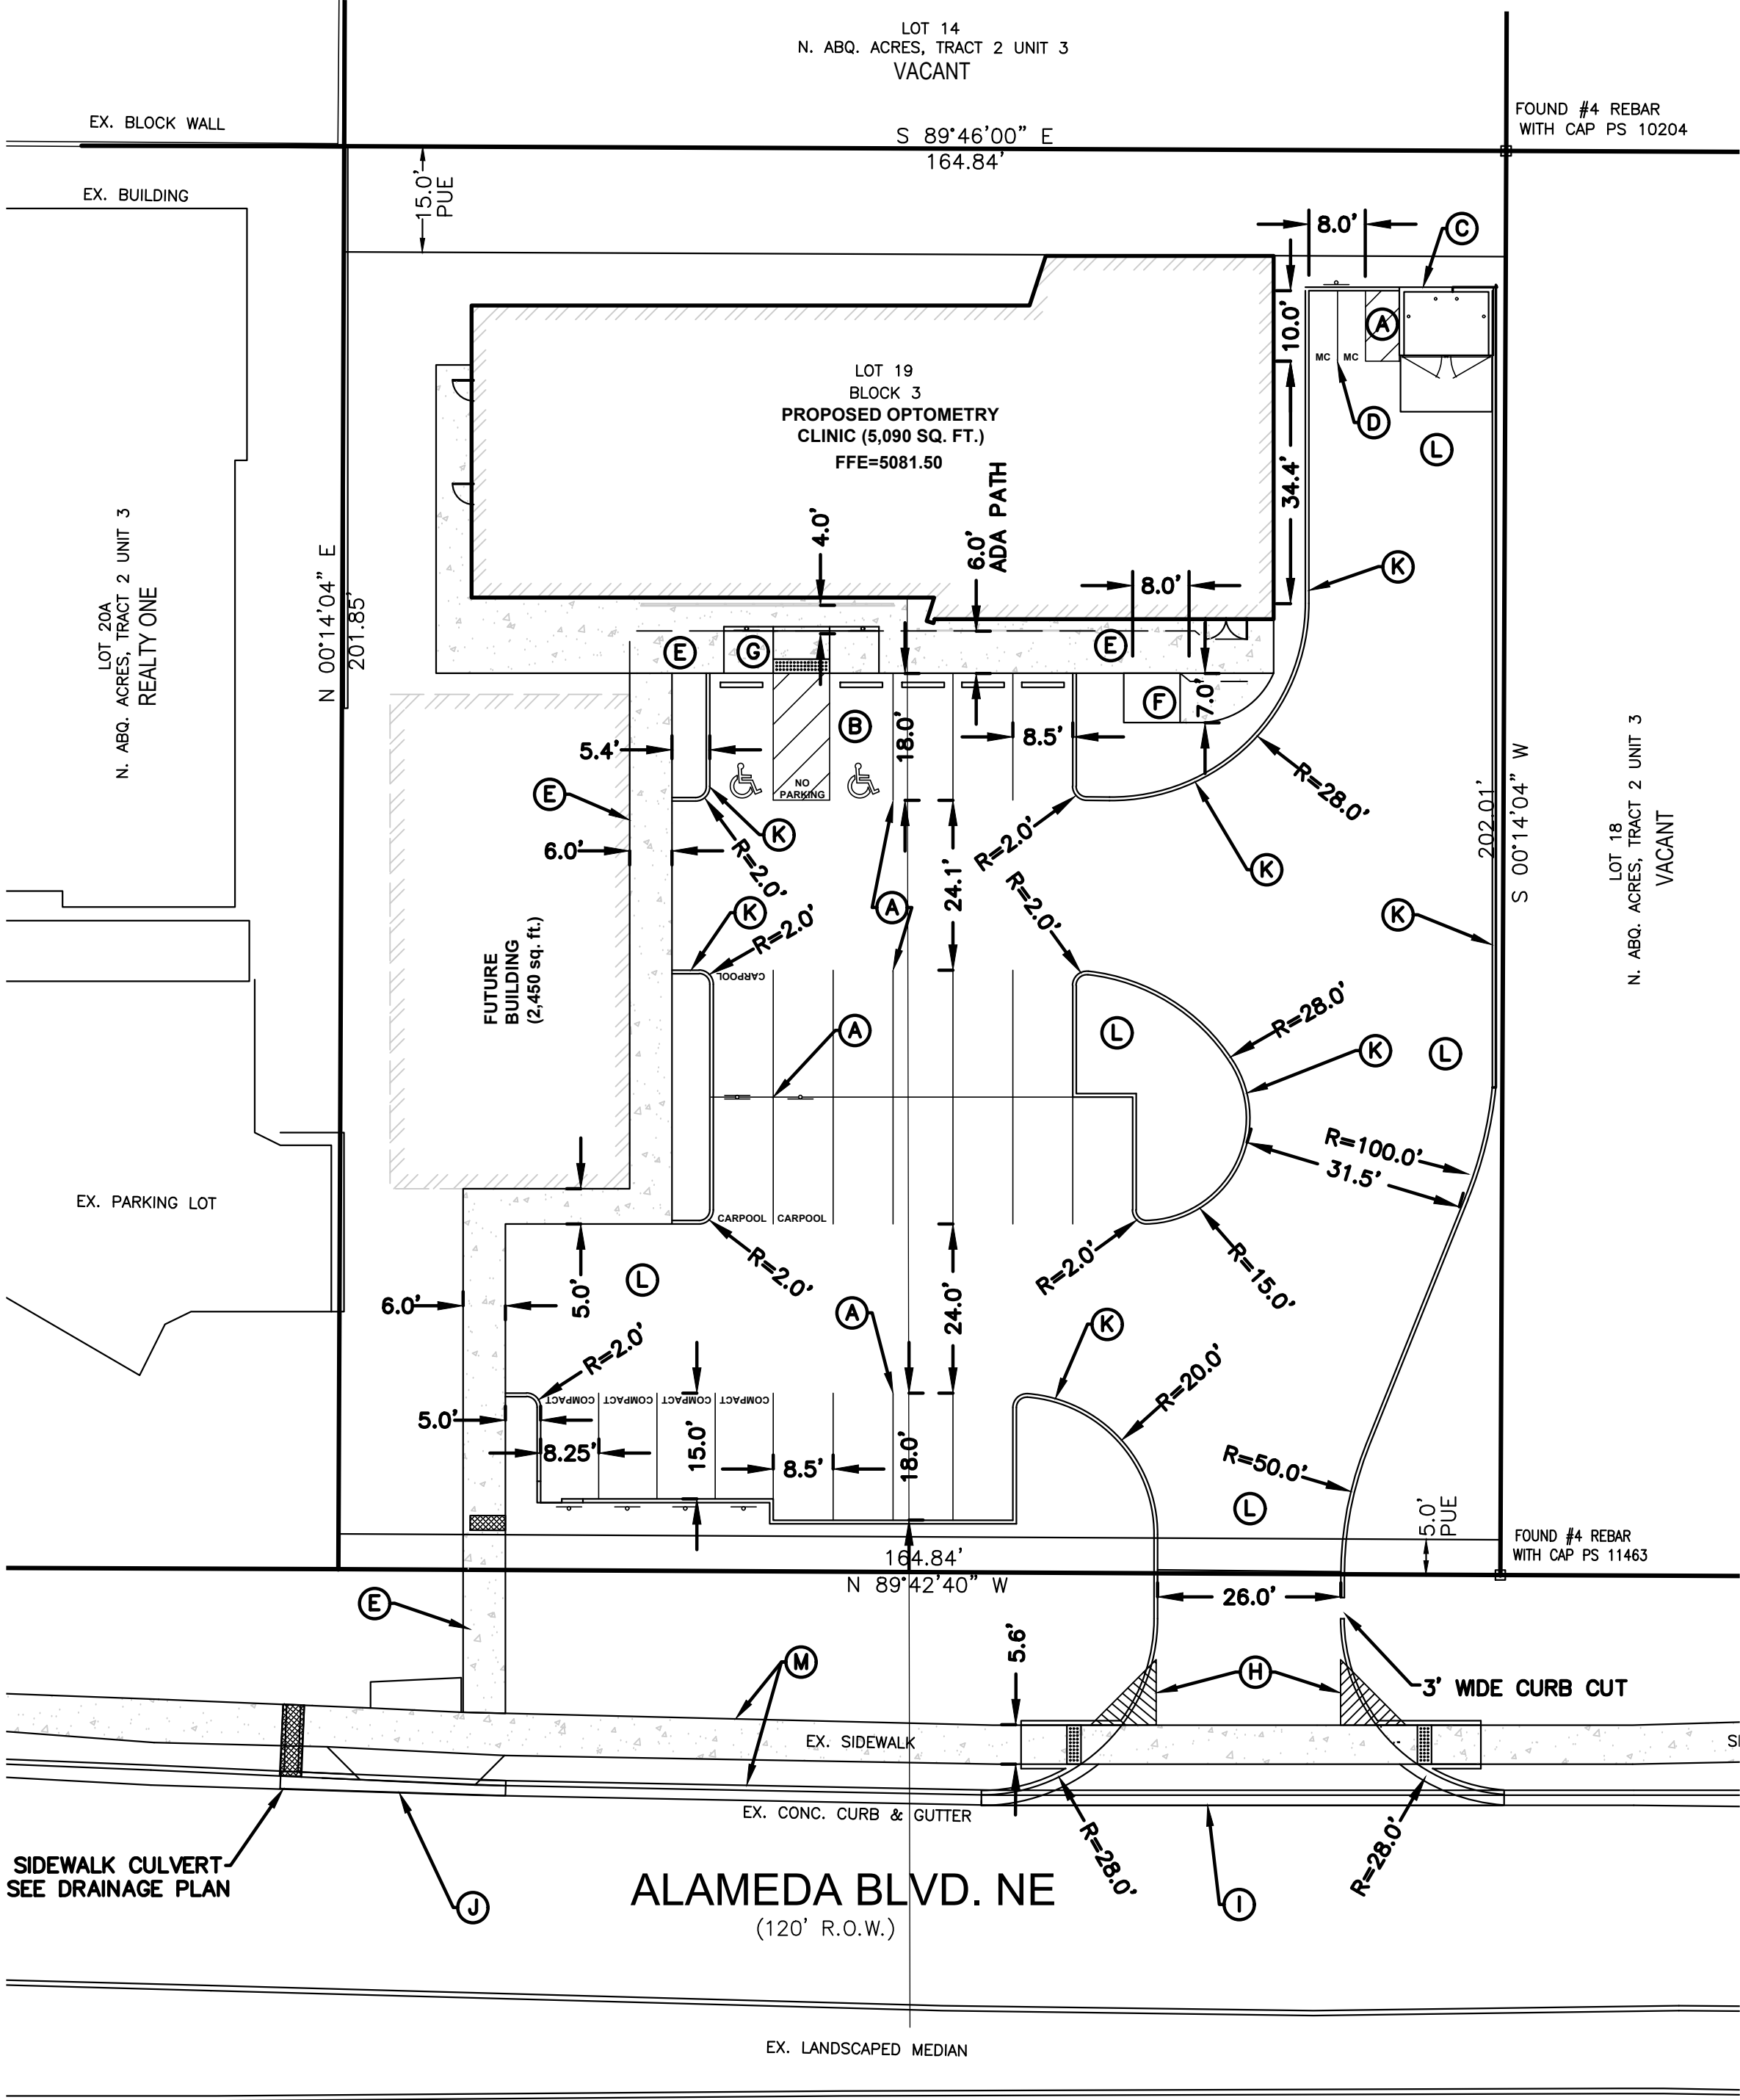 LOT 14
N. ABQ. ACRES, TRACT 2 UNIT 3
VACANT
EX. BLOCK WALL
FOUND #4 REBAR
WITH CAP PS 10204
S 89°46'00" E
164.84'
EX. BUILDING
15.0'
PUE
8.0'
C
10.0'
A
MC MC
D
L
LOT 19
BLOCK 3
PROPOSED OPTOMETRY
CLINIC (5,090 SQ. FT.)
FFE=5081.50
34.4'
4.0'
6.0'
ADA PATH
8.0'
K
LOT 20A
N. ABQ. ACRES, TRACT 2 UNIT 3
REALTY ONE
N 00°14'04" E
201.85'
E
G
E
F
7.0'
B
18.0'
8.5'
5.4'
NO
PARKING
E
K
R=2.0'
6.0'
R=2.0'
R=28.0'
K
202.01'
S 00°14'04" W
LOT 18
N. ABQ. ACRES, TRACT 2 UNIT 3
VACANT
24.1'
R=2.0'
A
K
R=2.0'
K
CARPOOL
FUTURE
BUILDING
(2,450 sq. ft.)
A
L
R=28.0'
K
L
R=100.0'
31.5'
EX. PARKING LOT
CARPOOL CARPOOL
R=2.0'
R=2.0'
R=15.0'
L
5.0'
6.0'
24.0'
A
K
R=2.0'
R=20.0'
COMPACT COMPACT COMPACT COMPACT
5.0'
8.25'
15.0'
8.5'
18.0'
R=50.0'
L
5.0'
PUE
FOUND #4 REBAR
WITH CAP PS 11463
164.84'
N 89°42'40" W
26.0'
E
5.6'
M
H
3' WIDE CURB CUT
EX. SIDEWALK
SI
EX. CONC. CURB & GUTTER
SIDEWALK CULVERT
SEE DRAINAGE PLAN
J
R=28.0'
I
R=28.0'
ALAMEDA BLVD. NE
(120' R.O.W.)
EX. LANDSCAPED MEDIAN